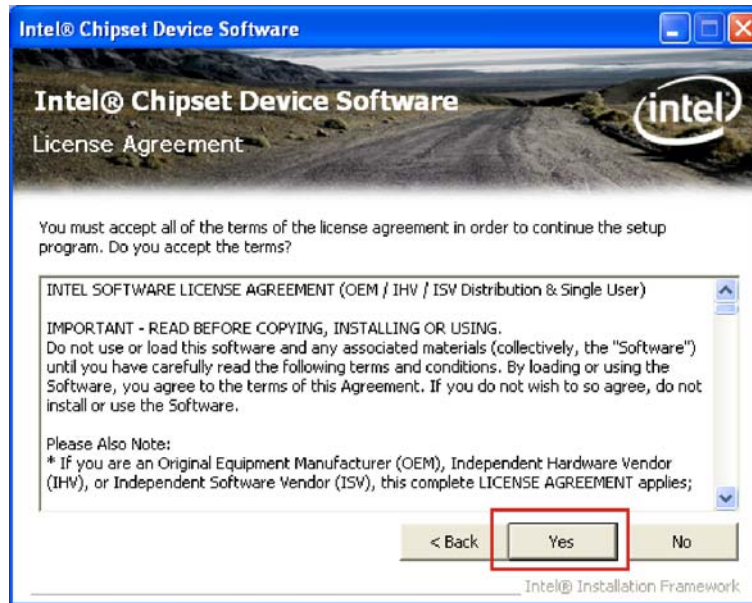 Intel® Chipset Device Software
Intel® Chipset Device Software
intel
License Agreement
You must accept all of the terms of the license agreement in order to continue the setup
program. Do you accept the terms?
INTEL SOFTWARE LICENSE AGREEMENT (OEM / IHV / ISV Distribution & Single User)
IMPORTANT - READ BEFORE COPYING, INSTALLING OR USING.
Do not use or load this software and any associated materials (collectively, the "Software")
until you have carefully read the following terms and conditions. By loading or using the
Software, you agree to the terms of this Agreement. If you do not wish to so agree, do not
install or use the Software.
Please Also Note:
* If you are an Original Equipment Manufacturer (OEM), Independent Hardware Vendor
(IHV), or Independent Software Vendor (ISV), this complete LICENSE AGREEMENT applies;
< Back Yes No
Intel® Installation Framework